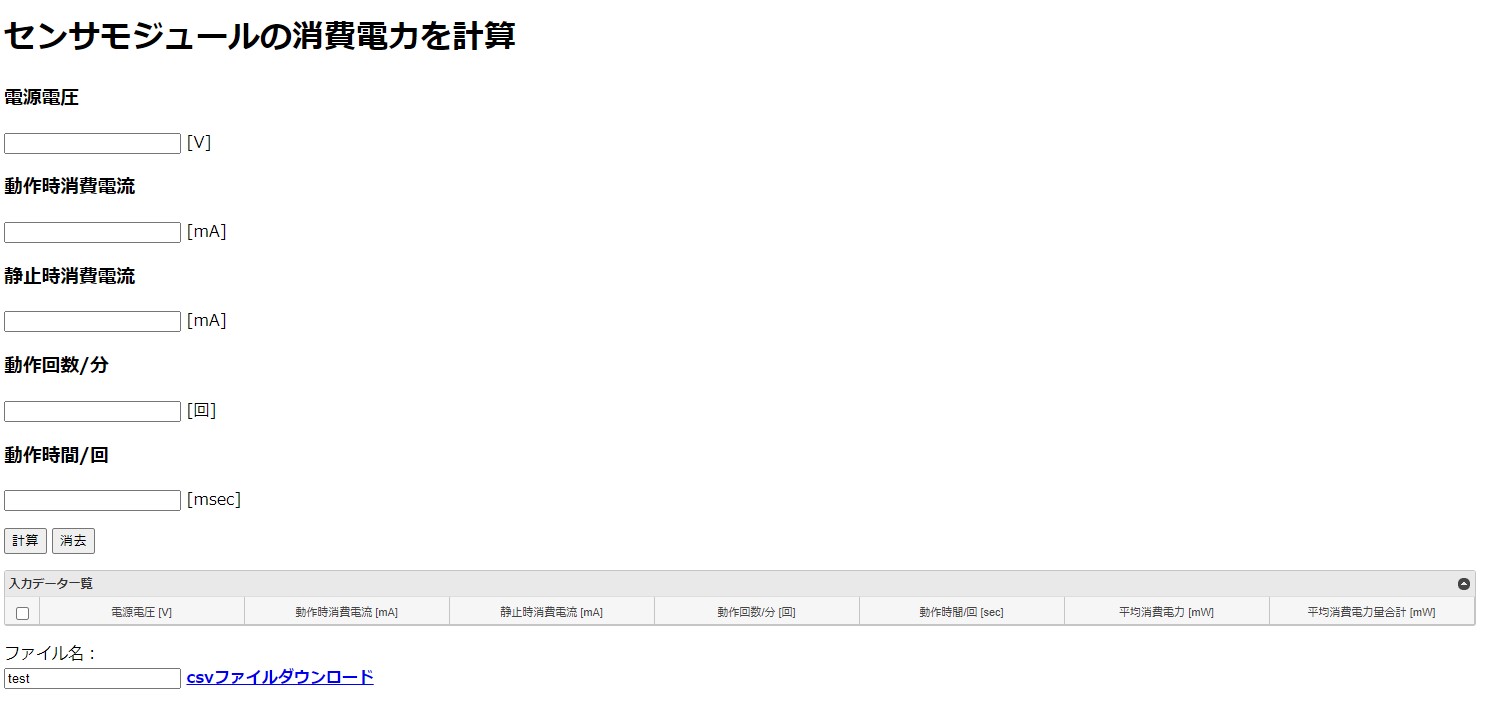 センサモジュールの消費電力を計算
電源電圧
[V]
動作時消費電流
[mA]
静止時消費電流
[mA]
動作回数/分
[回]
動作時間/回
[msec]
計算 消去
入力データ一覧
電源電圧 [V] 動作時消費電流 [mA] 静止時消費電流 [mA] 動作回数/分 [回] 動作時間/回 [sec] 平均消費電力 [mW] 平均消費電力量合計 [mW]
ファイル名：
test csvファイルダウンロード